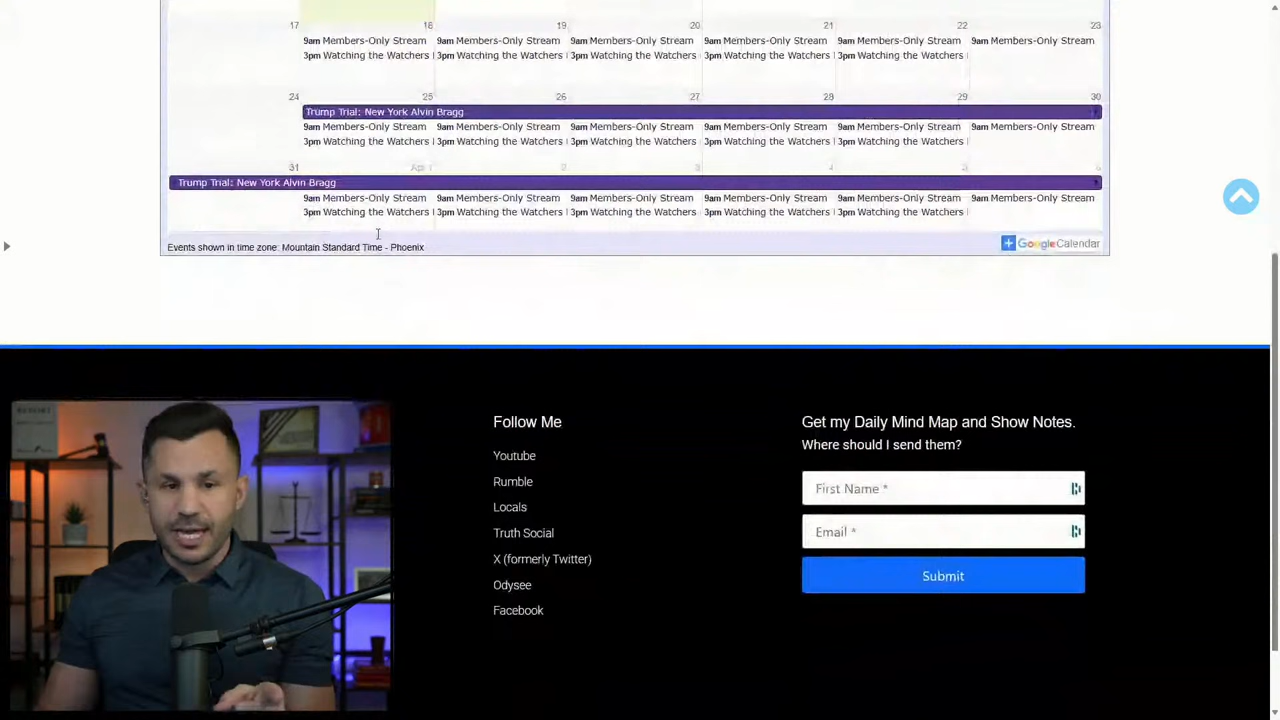 17 18 19 20 21 22 23
9am Members-Only Stream 9am Members-Only Stream 9am Members-Only Stream 9am Members-Only Stream 9am Members-Only Stream 9am Members-Only Stream
3pm Watching the Watchers 3pm Watching the Watchers 3pm Watching the Watchers 3pm Watching the Watchers 3pm Watching the Watchers
24 25 26 27 28 29 30
Trump Trial: New York Alvin Bragg
9am Members-Only Stream 9am Members-Only Stream 9am Members-Only Stream 9am Members-Only Stream 9am Members-Only Stream 9am Members-Only Stream
3pm Watching the Watchers 3pm Watching the Watchers 3pm Watching the Watchers 3pm Watching the Watchers 3pm Watching the Watchers
31 Apr 1 2 3 4 5 6
Trump Trial: New York Alvin Bragg
9am Members-Only Stream 9am Members-Only Stream 9am Members-Only Stream 9am Members-Only Stream 9am Members-Only Stream 9am Members-Only Stream
3pm Watching the Watchers 3pm Watching the Watchers 3pm Watching the Watchers 3pm Watching the Watchers 3pm Watching the Watchers
Events shown in time zone: Mountain Standard Time - Phoenix
+ Google Calendar
Follow Me
Youtube
Rumble
Locals
Truth Social
X (formerly Twitter)
Odysee
Facebook
Get my Daily Mind Map and Show Notes.
Where should I send them?
First Name *
Email *
Submit